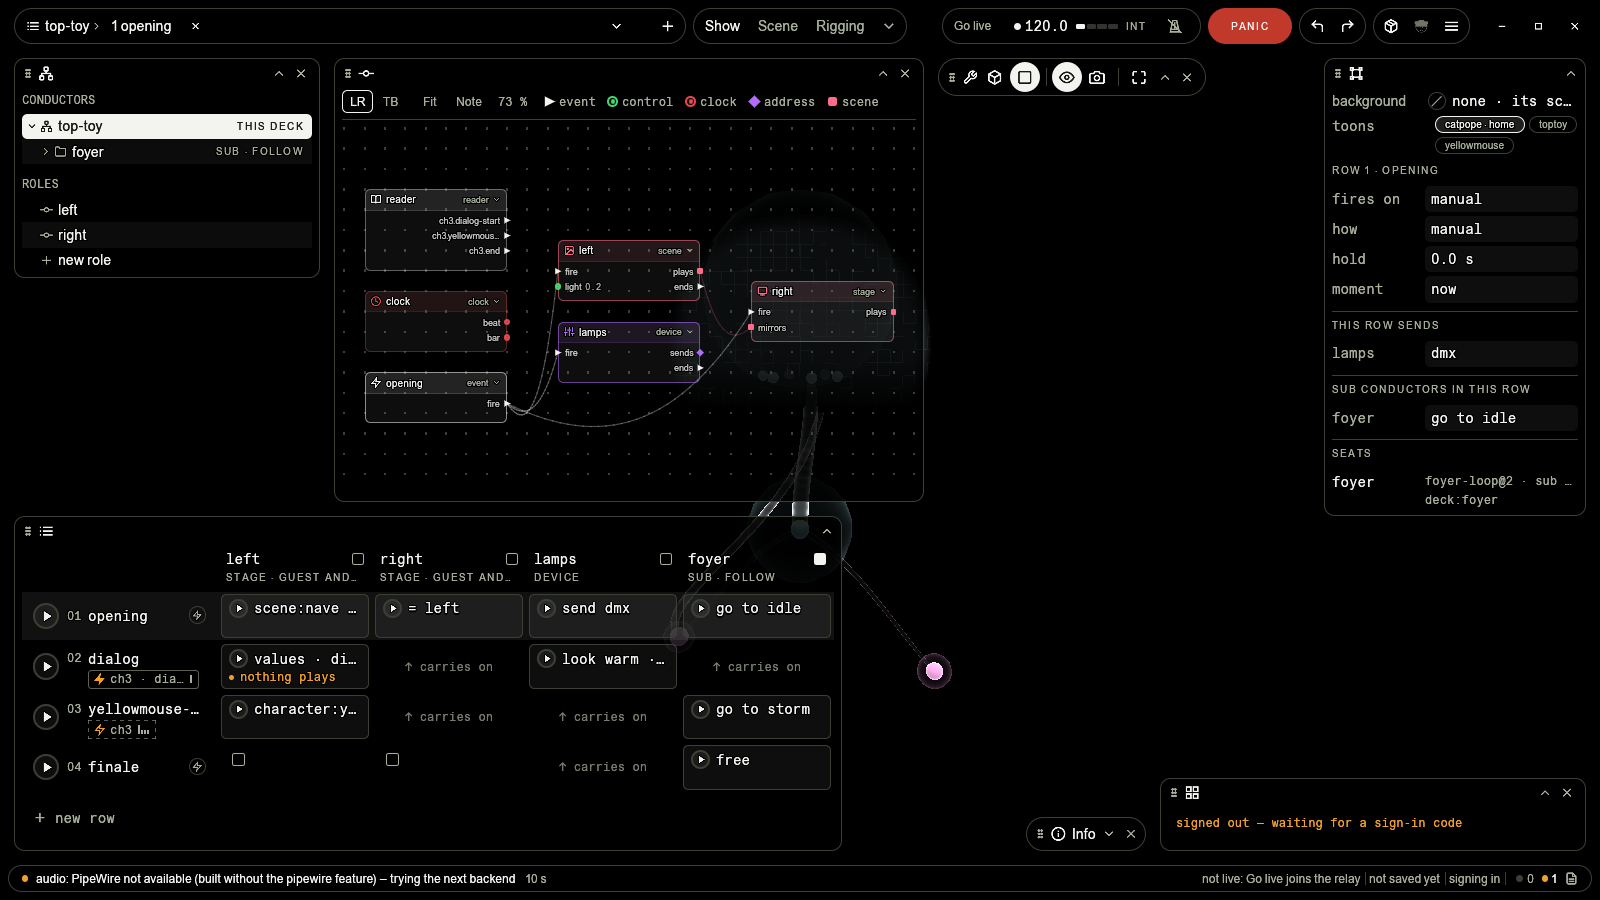 top-toy › 1 opening
Show Scene Rigging
Go live 120.0 INT
PANIC
CONDUCTORS
top-toy THIS DECK
foyer SUB · FOLLOW
ROLES
left
right
+ new role
LR TB Fit Note 73 % event control clock address scene
reader reader
ch3.dialog-start
ch3.yellowmous…
ch3.end
clock clock
beat
bar
opening event
fire
left scene
fire plays
light 0.2 ends
lamps device
fire sends
ends
right stage
fire plays
mirrors
background none · its sc…
toons catpope · home toptoy
yellowmouse
ROW 1 · OPENING
fires on manual
how manual
hold 0.0 s
moment now
THIS ROW SENDS
lamps dmx
SUB CONDUCTORS IN THIS ROW
foyer go to idle
SEATS
foyer foyer-loop@2 · sub …
deck:foyer
left right lamps foyer
STAGE · GUEST AND… STAGE · GUEST AND… DEVICE SUB · FOLLOW
01 opening scene:nave … = left send dmx go to idle
02 dialog values · di… ↑ carries on look warm ·… ↑ carries on
ch3 · dia… nothing plays
03 yellowmouse-… character:y… ↑ carries on ↑ carries on go to storm
ch3
04 finale ↑ carries on free
+ new row
Info
signed out — waiting for a sign-in code
audio: PipeWire not available (built without the pipewire feature) – trying the next backend 10 s
not live: Go live joins the relay not saved yet signing in 0 1